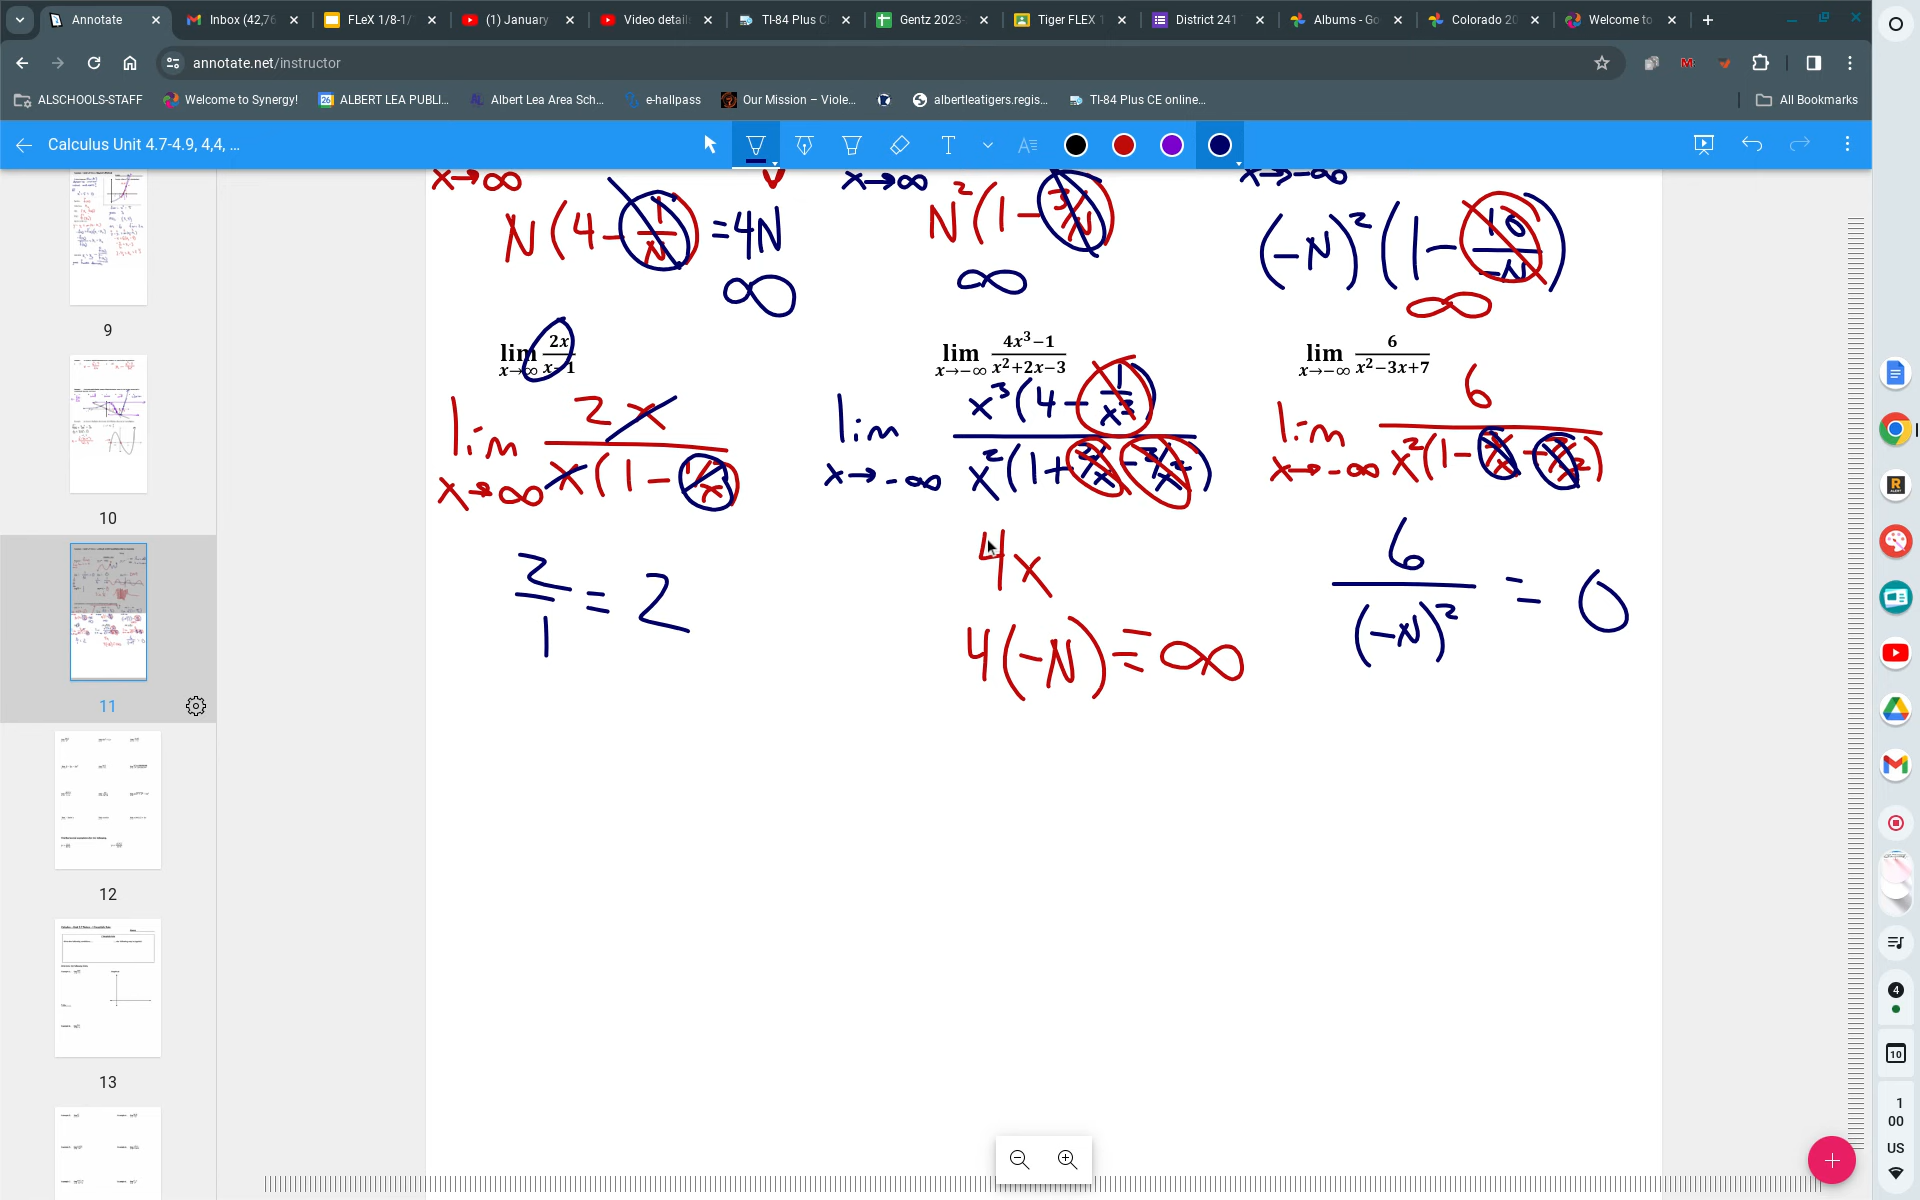 Annotate
Inbox (42,76
FLeX 1/8-1/
(1) January
Video detail
TI-84 Plus C
Gentz 2023-
Tiger FLEX 1
District 241
Albums - Go
Colorado 20
Welcome to
annotate.net/instructor
ALSCHOOLS-STAFF
Welcome to Synergy!
ALBERT LEA PUBLI...
Albert Lea Area Sch...
e-hallpass
Our Mission – Viole...
albertleatigers.regis...
TI-84 Plus CE online...
All Bookmarks
Calculus Unit 4.7-4.9, 4,4, ...
x→∞
x→∞
x→-∞
N(4-1/N)=4N
N²(1-3/N)
(-N)²(1-10/-N)
∞
∞
∞
lim x→∞ 2x/x−1
lim x→−∞ 4x³−1/x²+2x−3
lim x→−∞ 6/x²−3x+7
lim x→∞ 2x/x(1-1/x)
lim x→-∞ x³(4-1/x³)/x²(1+2/x-3/x²)
lim x→-∞ 6/x²(1-3/x-7/x²)
2/1=2
4x
4(-N)=∞
6/(-N)²=0
9
10
11
12
13
10
1
00
US